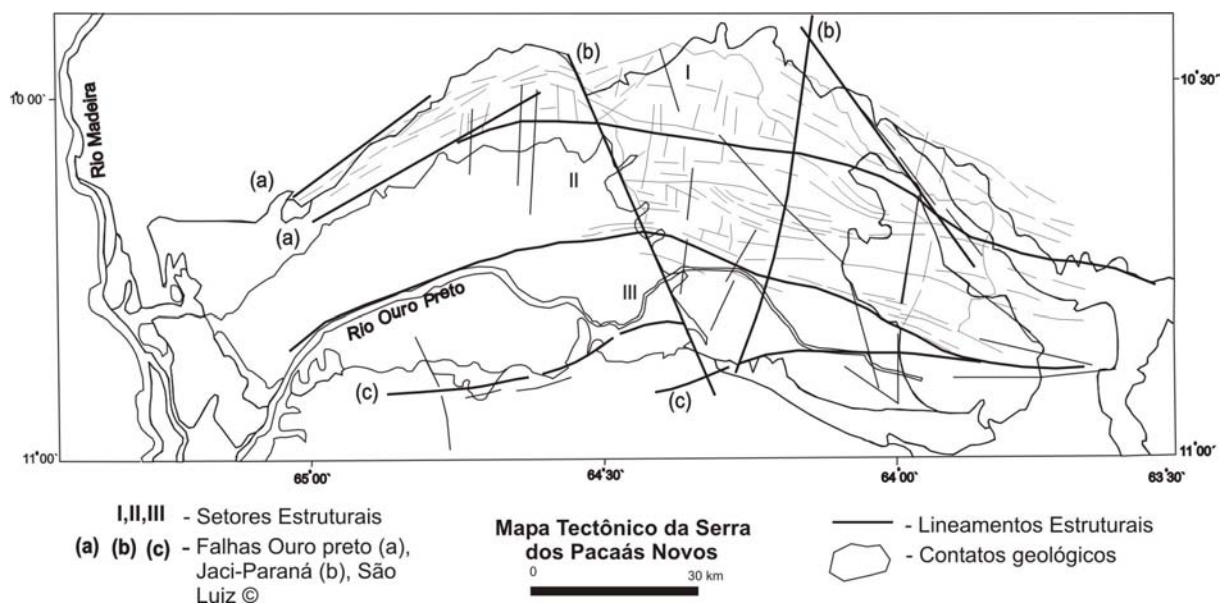 (b)
(b)
I
10 00'
10°30'
Rio Madeira
(a)
(a)
II
III
Rio Ouro Preto
(c)
(c)
11°00'
11°00'
65°00'
64°30'
64°00'
63°30'
I,II,III - Setores Estruturais
(a) (b) (c) - Falhas Ouro preto (a),
Jaci-Paraná (b), São
Luiz ©
Mapa Tectônico da Serra
dos Pacaás Novos
0 30 km
- Lineamentos Estruturais
- Contatos geológicos